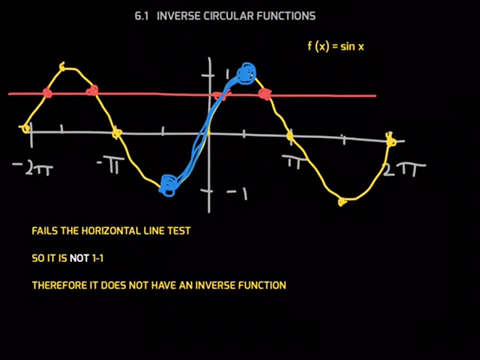 6.1 INVERSE CIRCULAR FUNCTIONS
f (x) = sin x
1
-2π -π π 2π
-1
FAILS THE HORIZONTAL LINE TEST
SO IT IS NOT 1-1
THEREFORE IT DOES NOT HAVE AN INVERSE FUNCTION